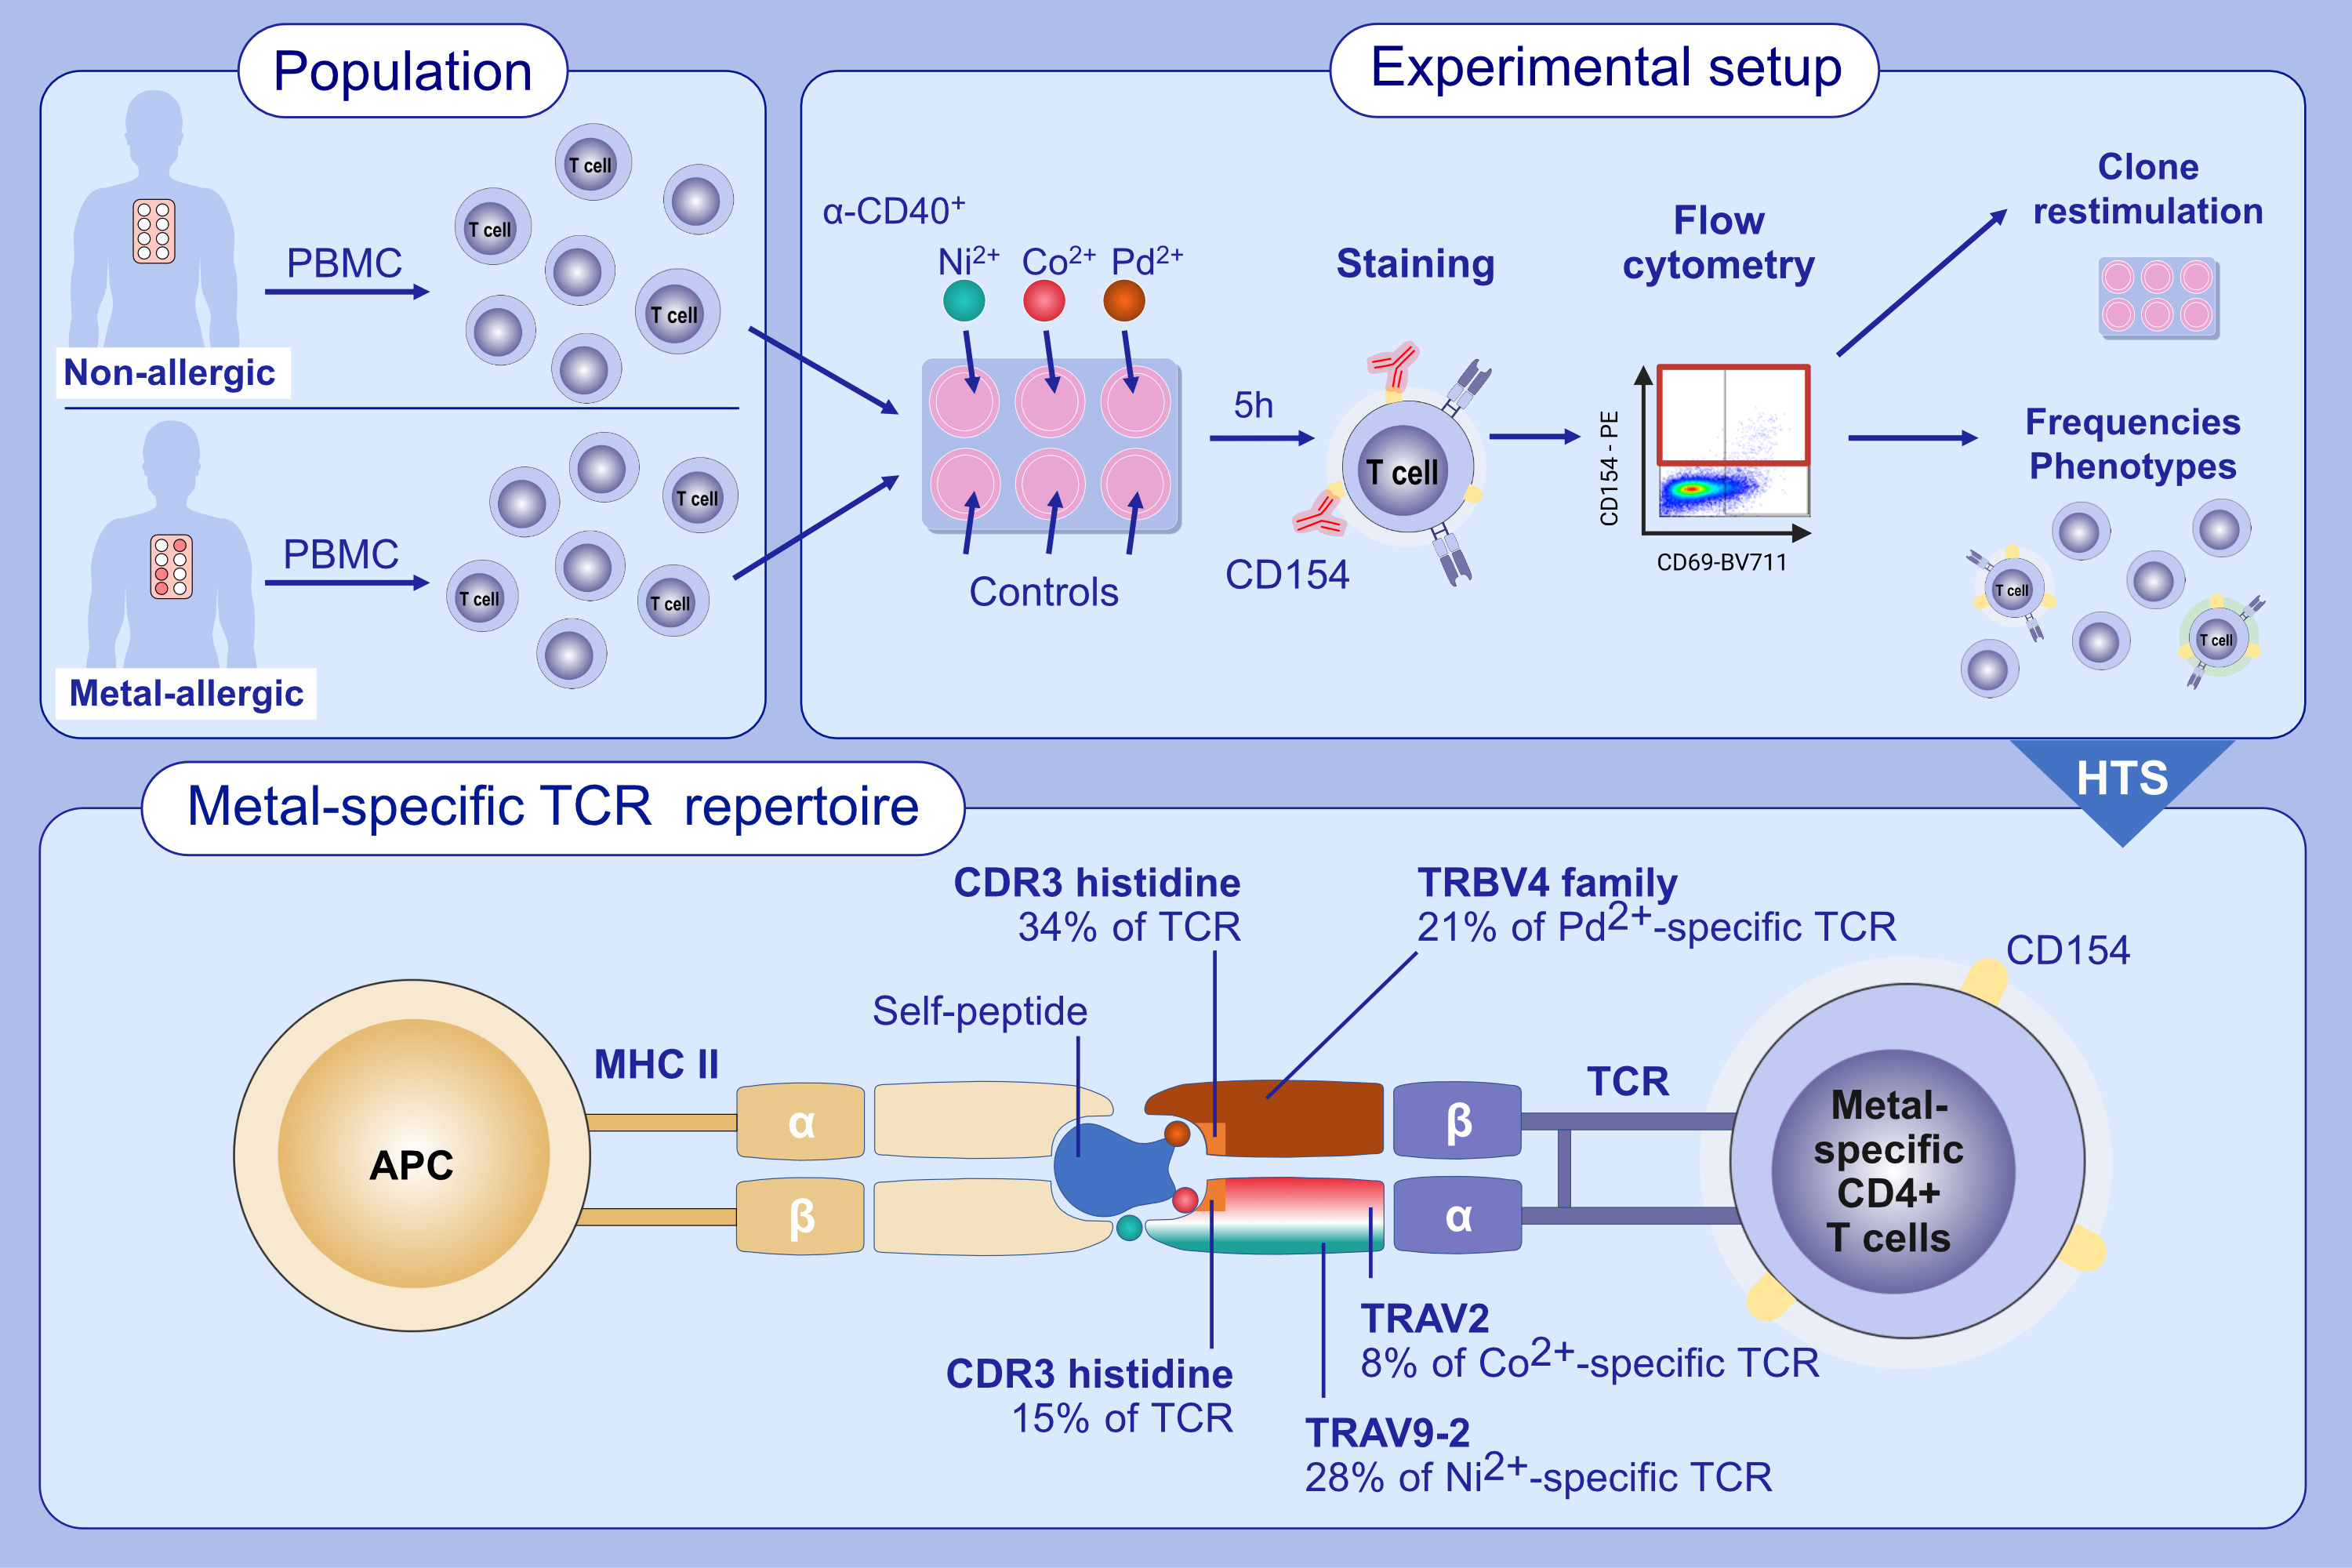 Population
T cell
T cell
PBMC
T cell
Non-allergic
T cell
PBMC
T cell
T cell
Metal-allergic
Experimental setup
α-CD40⁺
Ni²⁺ Co²⁺ Pd²⁺
Controls
5h
Staining
T cell
CD154
Flow
cytometry
CD154 - PE
CD69-BV711
Clone
restimulation
Frequencies
Phenotypes
T cell
T cell
HTS
Metal-specific TCR repertoire
CDR3 histidine
34% of TCR
TRBV4 family
21% of Pd²⁺-specific TCR
CD154
Self-peptide
MHC II
TCR
APC
α
β
β
α
Metal-
specific
CD4+
T cells
TRAV2
8% of Co²⁺-specific TCR
CDR3 histidine
15% of TCR
TRAV9-2
28% of Ni²⁺-specific TCR